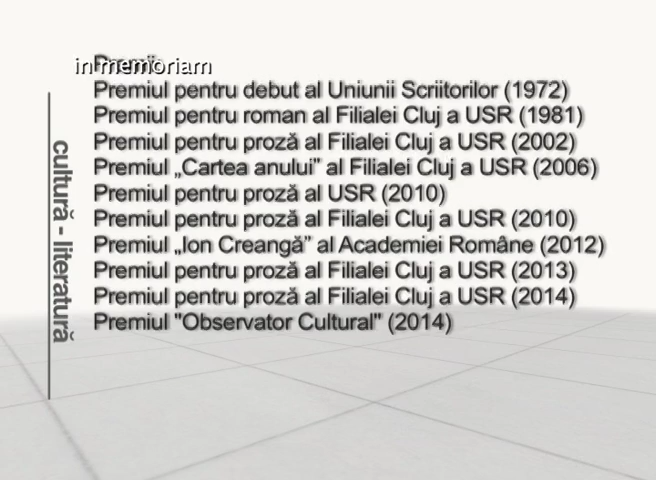 in memoriam
Premii
Premiul pentru debut al Uniunii Scriitorilor (1972)
Premiul pentru roman al Filialei Cluj a USR (1981)
Premiul pentru proză al Filialei Cluj a USR (2002)
Premiul „Cartea anului" al Filialei Cluj a USR (2006)
Premiul pentru proză al USR (2010)
Premiul pentru proză al Filialei Cluj a USR (2010)
Premiul „Ion Creangă” al Academiei Române (2012)
Premiul pentru proză al Filialei Cluj a USR (2013)
Premiul pentru proză al Filialei Cluj a USR (2014)
Premiul "Observator Cultural" (2014)
cultură - literatură